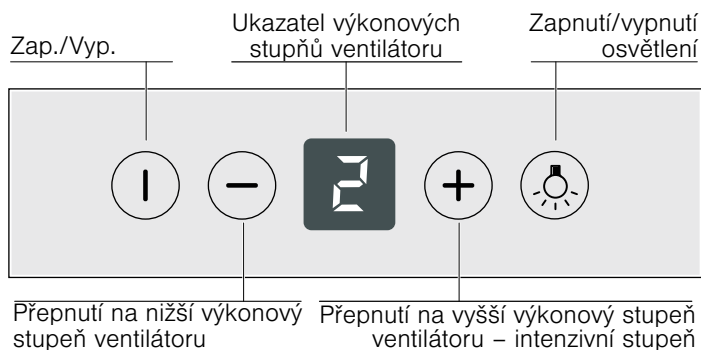 Zap./Vyp.
Ukazatel výkonových
stupňů ventilátoru
Zapnutí/vypnutí
osvětlení
2
Přepnutí na nižší výkonový
stupeň ventilátoru
Přepnutí na vyšší výkonový stupeň
ventilátoru – intenzivní stupeň